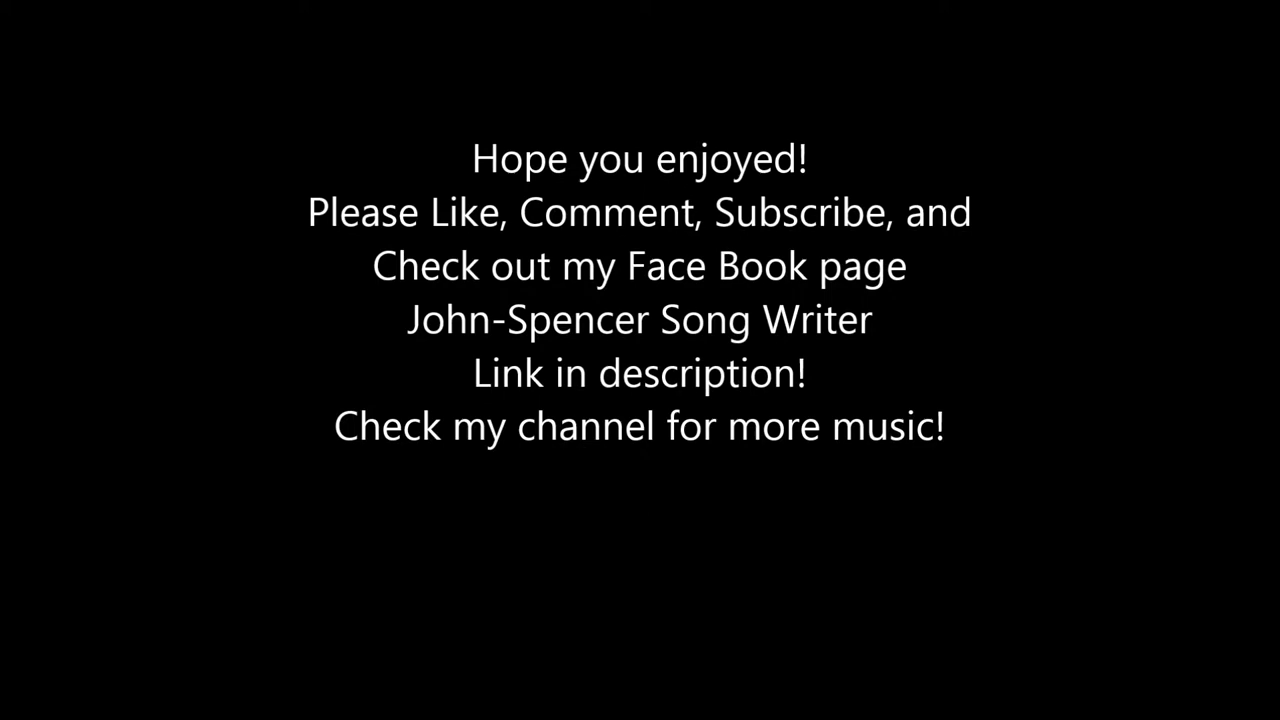 Hope you enjoyed!
Please Like, Comment, Subscribe, and
Check out my Face Book page
John-Spencer Song Writer
Link in description!
Check my channel for more music!